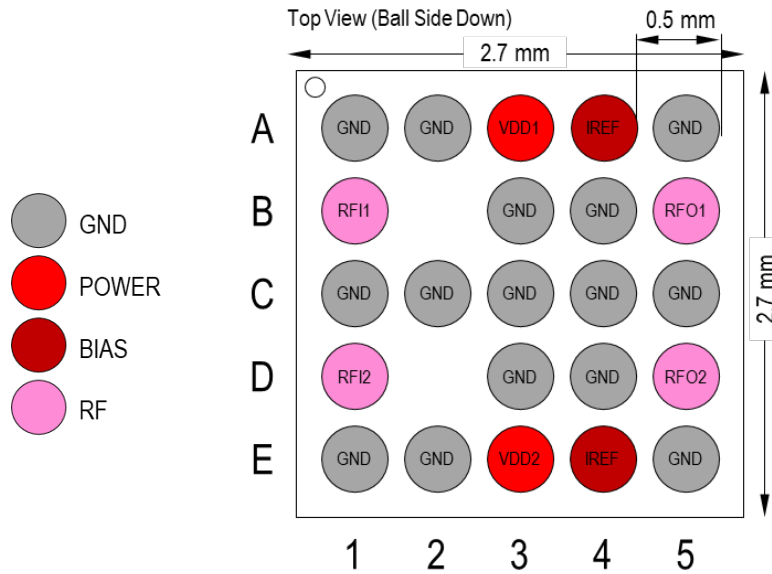 Top View (Ball Side Down)
0.5 mm
2.7 mm
A GND GND VDD1 IREF GND
B RFI1 GND GND RFO1
GND
C GND GND GND GND GND
POWER
2.7 mm
BIAS
D RFI2 GND GND RFO2
RF
E GND GND VDD2 IREF GND
1 2 3 4 5